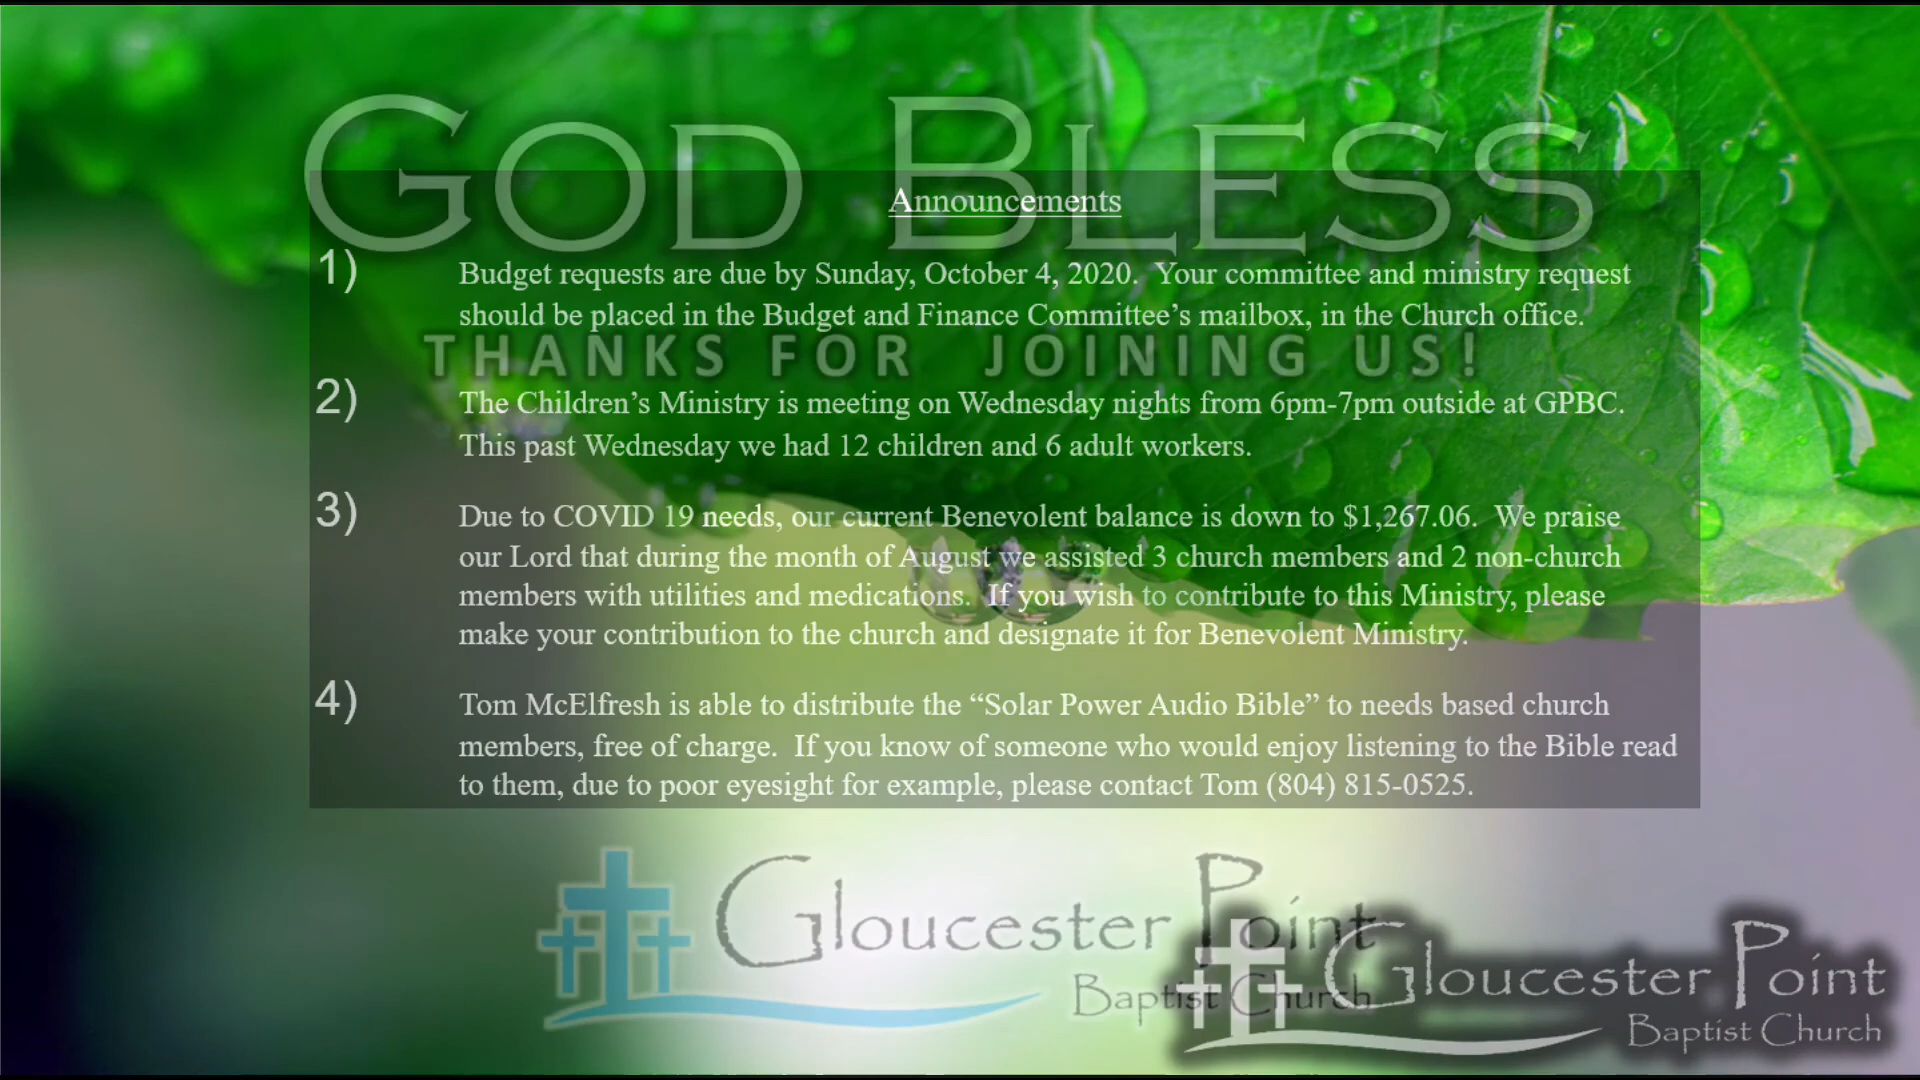 GOD BLESS
Announcements
1) Budget requests are due by Sunday, October 4, 2020. Your committee and ministry request
should be placed in the Budget and Finance Committee’s mailbox, in the Church office.
THANKS FOR JOINING US!
2) The Children’s Ministry is meeting on Wednesday nights from 6pm-7pm outside at GPBC.
This past Wednesday we had 12 children and 6 adult workers.
3) Due to COVID 19 needs, our current Benevolent balance is down to $1,267.06. We praise
our Lord that during the month of August we assisted 3 church members and 2 non-church
members with utilities and medications. If you wish to contribute to this Ministry, please
make your contribution to the church and designate it for Benevolent Ministry.
4) Tom McElfresh is able to distribute the “Solar Power Audio Bible” to needs based church
members, free of charge. If you know of someone who would enjoy listening to the Bible read
to them, due to poor eyesight for example, please contact Tom (804) 815-0525.
Gloucester Point
Baptist Church
Gloucester Point
Baptist Church